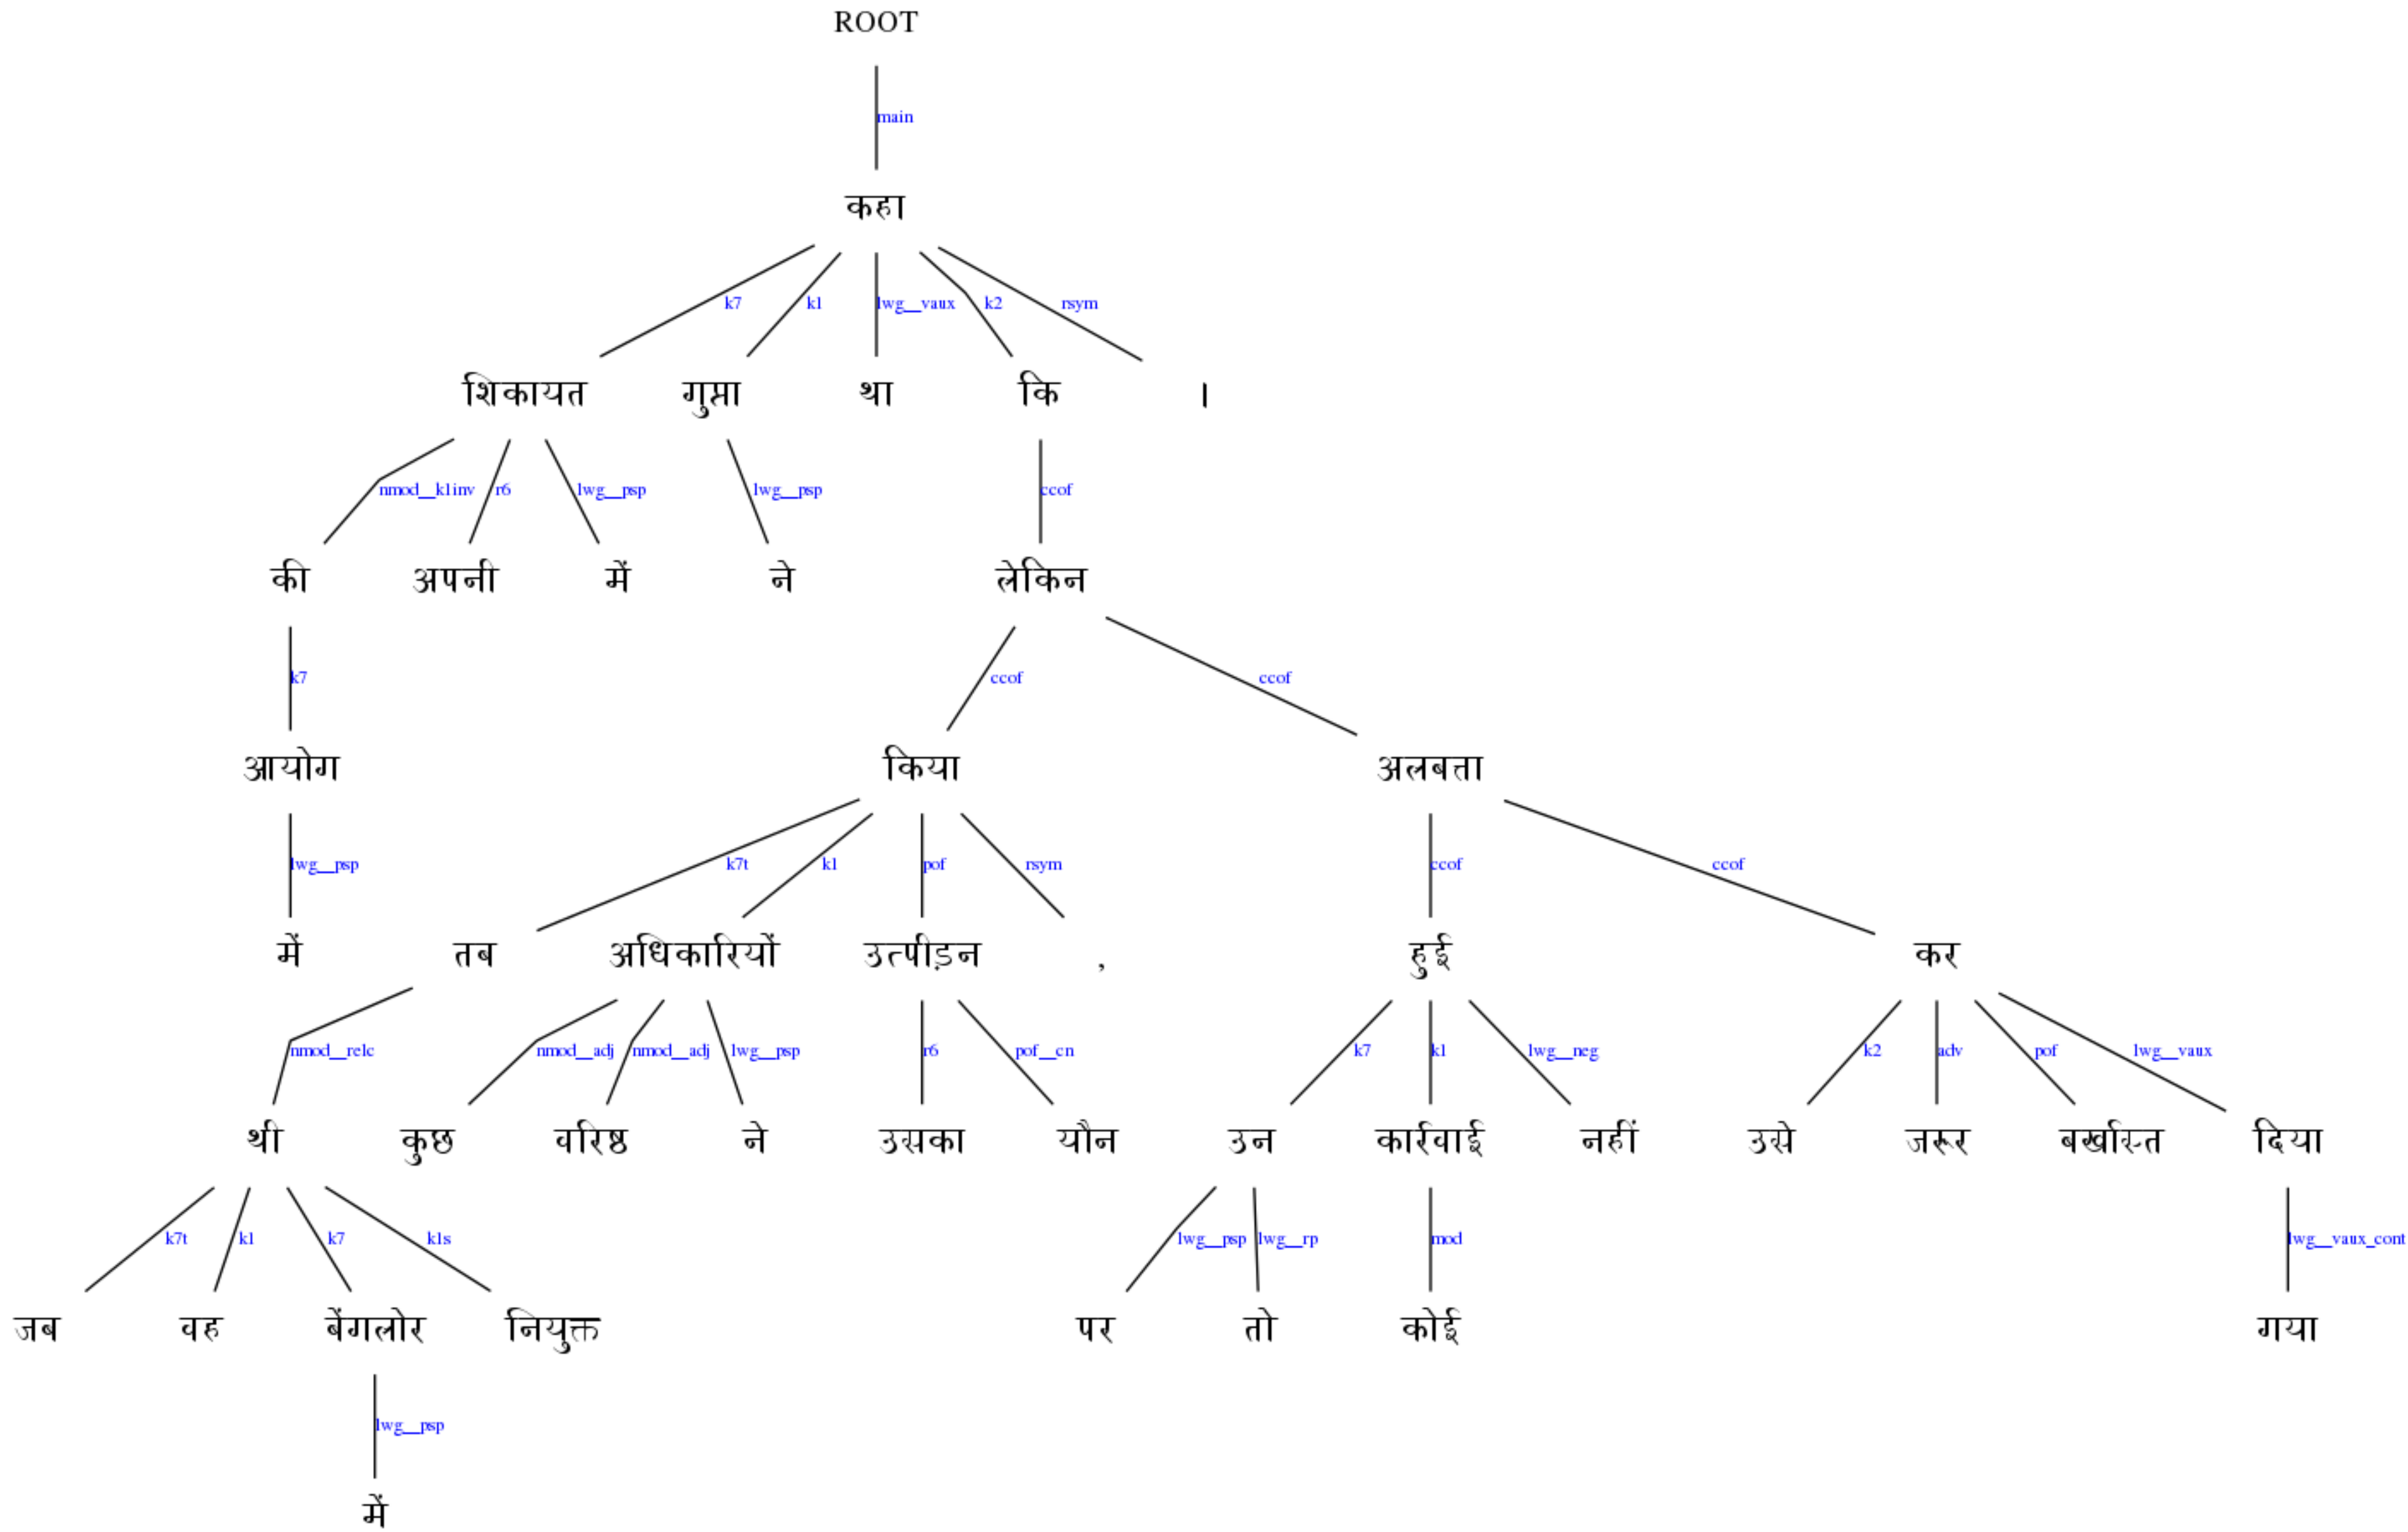 ROOT
main
कहा
k7 k1 lwg__vaux k2 rsym
शिकायत गुप्ता था कि ।
nmod__k1inv r6 lwg__psp lwg__psp ccof
की अपनी में ने लेकिन
k7 ccof ccof
आयोग किया अलबत्ता
lwg__psp k7t k1 pof rsym ccof ccof
में तब अधिकारियों उत्पीड़न , हुई कर
nmod__relc nmod__adj nmod__adj lwg__psp r6 pof__cn k7 k1 lwg__neg k2 adv pof lwg__vaux
थी कुछ वरिष्ठ ने उसका यौन उन कार्रवाई नहीं उसे जरूर बर्खास्त दिया
k7t k1 k7 k1s lwg__psp lwg__rp mod lwg__vaux_cont
जब वह बेंगलोर नियुक्त पर तो कोई गया
lwg__psp
में